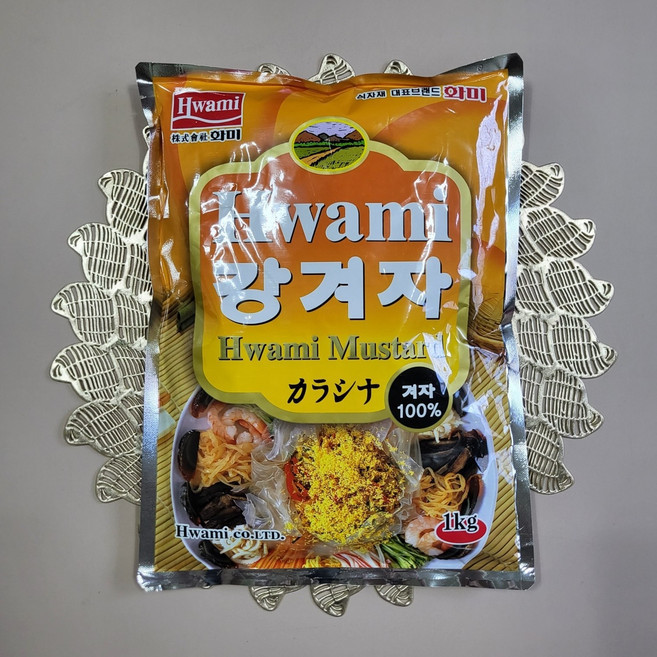 Hwami
株式會社 화미
식자재 대표브랜드 화미
Hwami
강겨자
Hwami Mustard
カラシナ
겨자
100%
Hwami co.LTD.
1kg